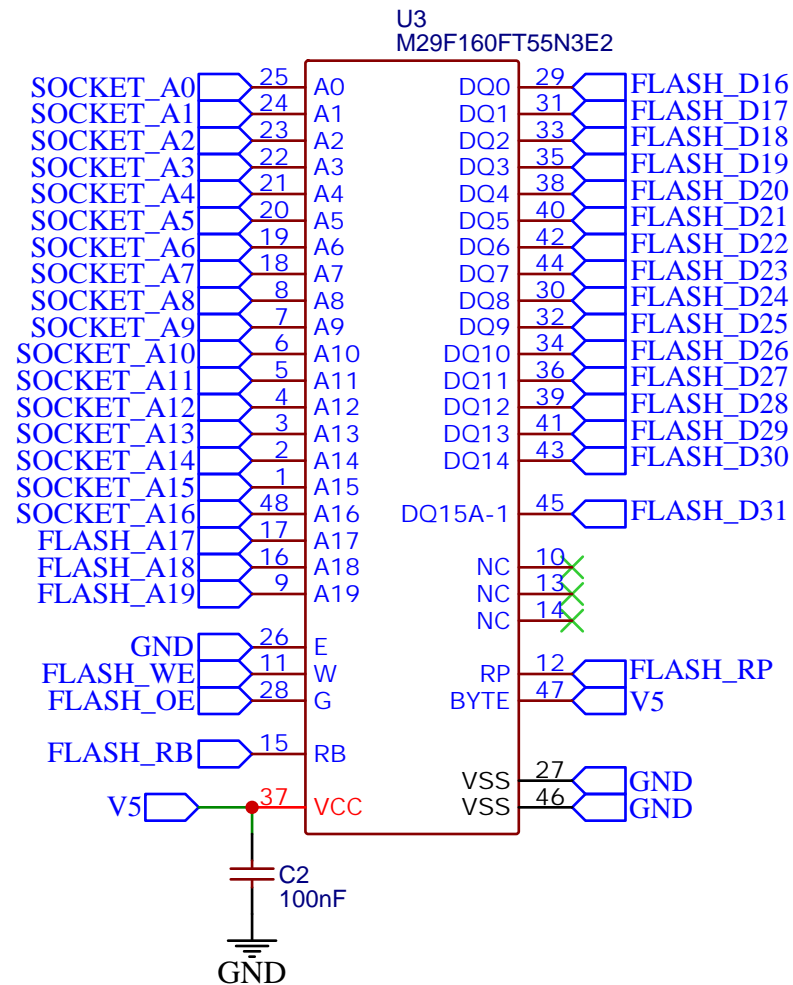 U3
M29F160FT55N3E2
SOCKET_A0 25 A0 DQ0 29 FLASH_D16
SOCKET_A1 24 A1 DQ1 31 FLASH_D17
SOCKET_A2 23 A2 DQ2 33 FLASH_D18
SOCKET_A3 22 A3 DQ3 35 FLASH_D19
SOCKET_A4 21 A4 DQ4 38 FLASH_D20
SOCKET_A5 20 A5 DQ5 40 FLASH_D21
SOCKET_A6 19 A6 DQ6 42 FLASH_D22
SOCKET_A7 18 A7 DQ7 44 FLASH_D23
SOCKET_A8 8 A8 DQ8 30 FLASH_D24
SOCKET_A9 7 A9 DQ9 32 FLASH_D25
SOCKET_A10 6 A10 DQ10 34 FLASH_D26
SOCKET_A11 5 A11 DQ11 36 FLASH_D27
SOCKET_A12 4 A12 DQ12 39 FLASH_D28
SOCKET_A13 3 A13 DQ13 41 FLASH_D29
SOCKET_A14 2 A14 DQ14 43 FLASH_D30
SOCKET_A15 1 A15
SOCKET_A16 48 A16 DQ15A-1 45 FLASH_D31
FLASH_A17 17 A17
FLASH_A18 16 A18 NC 10
FLASH_A19 9 A19 NC 13
NC 14
GND 26 E
FLASH_WE 11 W RP 12 FLASH_RP
FLASH_OE 28 G BYTE 47 V5
FLASH_RB 15 RB
VSS 27 GND
V5 37 VCC VSS 46 GND
C2
100nF
GND